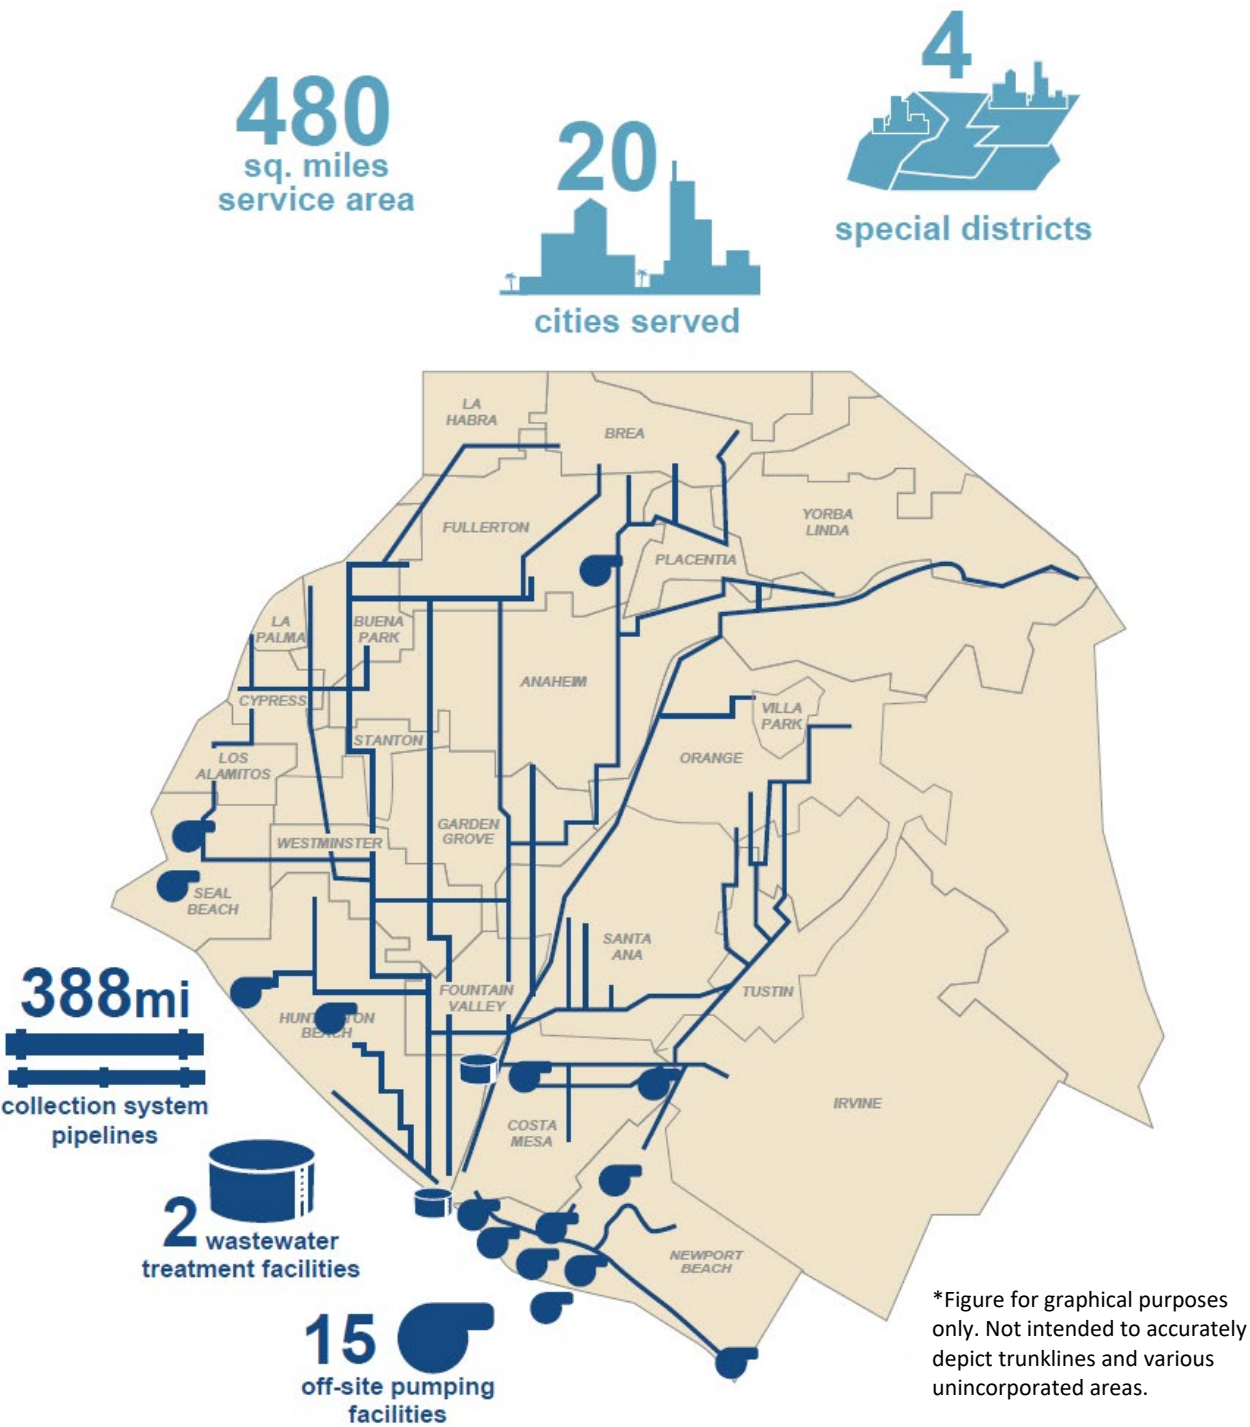 4
480
sq. miles
service area
20
special districts
cities served
LA
HABRA
BREA
FULLERTON
YORBA
LINDA
PLACENTIA
LA
PALMA
BUENA
PARK
ANAHEIM
CYPRESS
VILLA
PARK
STANTON
LOS
ALAMITOS
ORANGE
GARDEN
GROVE
WESTMINSTER
SEAL
BEACH
SANTA
ANA
388mi
FOUNTAIN
VALLEY
TUSTIN
HUNTINGTON
BEACH
collection system
pipelines
IRVINE
COSTA
MESA
2 wastewater
treatment facilities
NEWPORT
BEACH
15
off-site pumping
facilities
*Figure for graphical purposes
only. Not intended to accurately
depict trunklines and various
unincorporated areas.